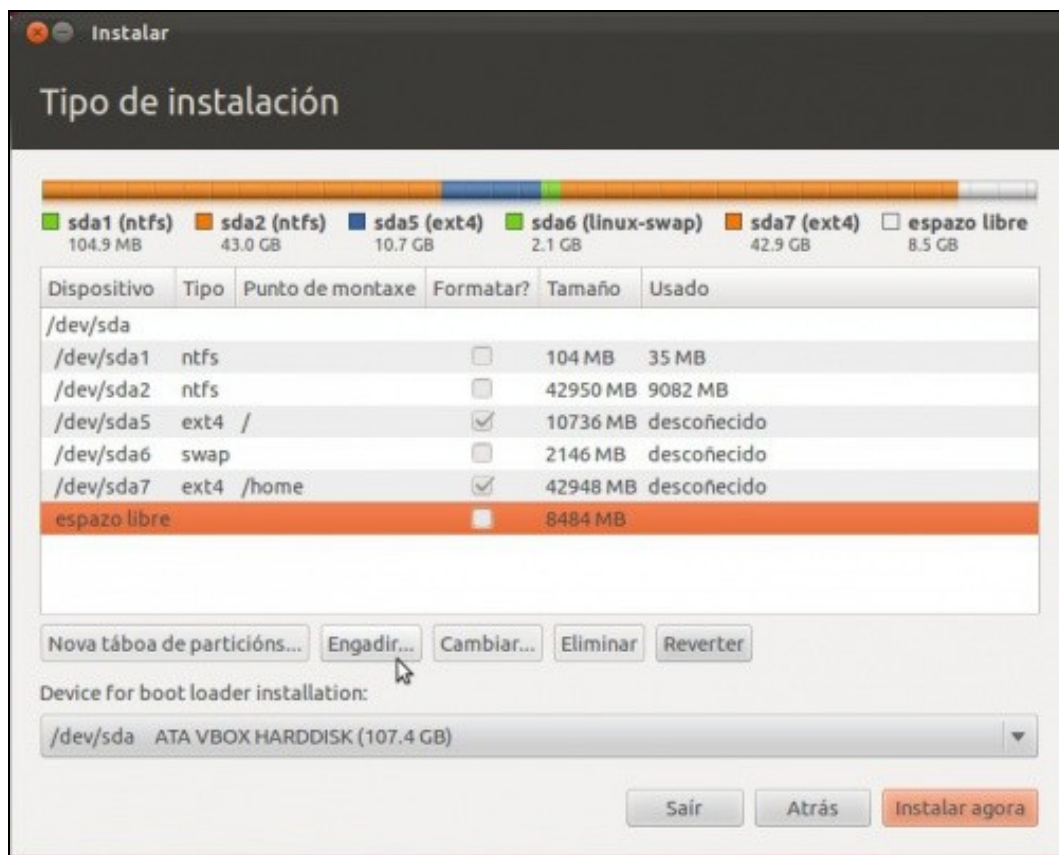 Instalar
Tipo de instalación
sda1 (ntfs) sda2 (ntfs) sda5 (ext4) sda6 (linux-swap) sda7 (ext4) espazo libre
104.9 MB 43.0 GB 10.7 GB 2.1 GB 42.9 GB 8.5 GB
Dispositivo Tipo Punto de montaxe Formatar? Tamaño Usado
/dev/sda
/dev/sda1 ntfs 104 MB 35 MB
/dev/sda2 ntfs 42950 MB 9082 MB
/dev/sda5 ext4 / 10736 MB descoñecido
/dev/sda6 swap 2146 MB descoñecido
/dev/sda7 ext4 /home 42948 MB descoñecido
espazo libre 8484 MB
Nova táboa de particións... Engadir... Cambiar... Eliminar Reverter
Device for boot loader installation:
/dev/sda ATA VBOX HARDDISK (107.4 GB)
Saír Atrás Instalar agora